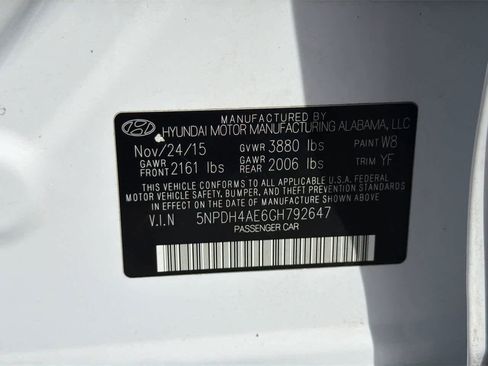 MANUFACTURED BY
HYUNDAI MOTOR MANUFACTURING ALABAMA, LLC
Nov/24/15 GVWR 3880 lbs PAINT W8
GAWR FRONT 2161 lbs GAWR REAR 2006 lbs TRIM YF
THIS VEHICLE CONFORMS TO ALL APPLICABLE FEDERAL
MOTOR VEHICLE SAFETY, BUMPER, AND THEFT PREVENTION STANDARDS
IN EFFECT ON THE DATE OF MANUFACTURE SHOWN ABOVE.
V.I.N 5NPDH4AE6GH792647
PASSENGER CAR